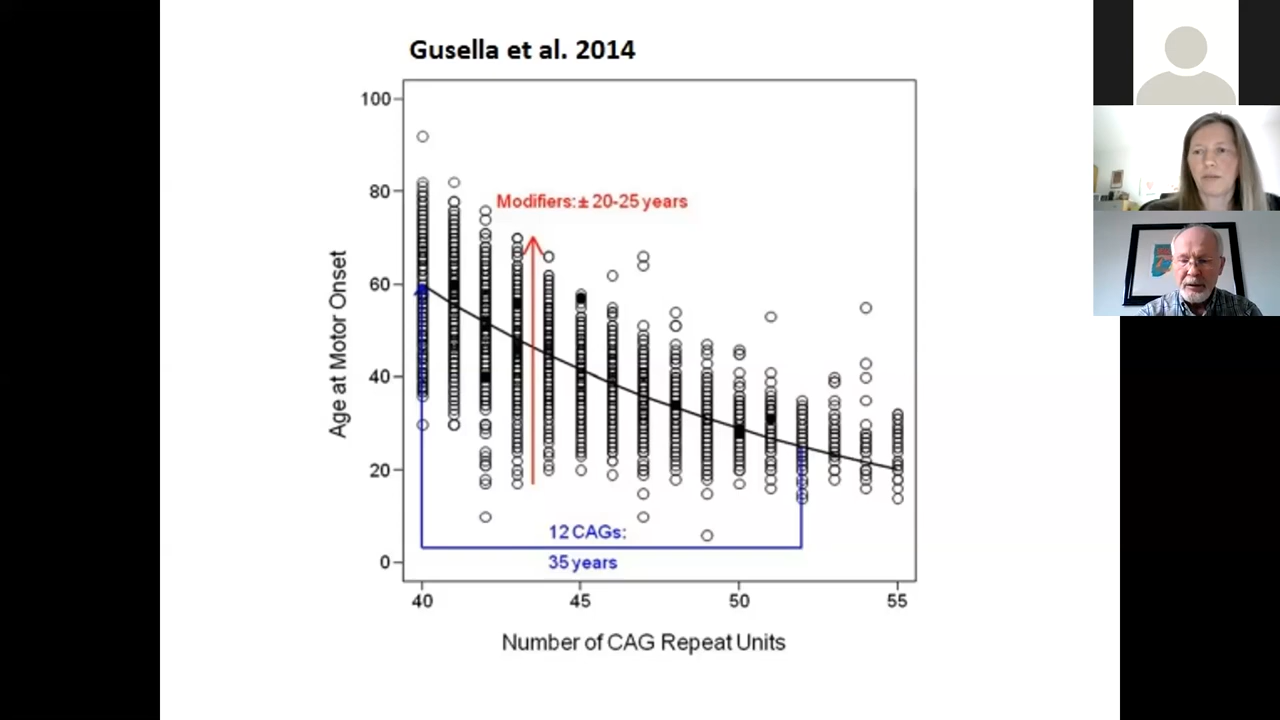 Gusella et al. 2014
100
80
60
40
20
0
Age at Motor Onset
Modifiers: ± 20-25 years
12 CAGs:
35 years
40
45
50
55
Number of CAG Repeat Units